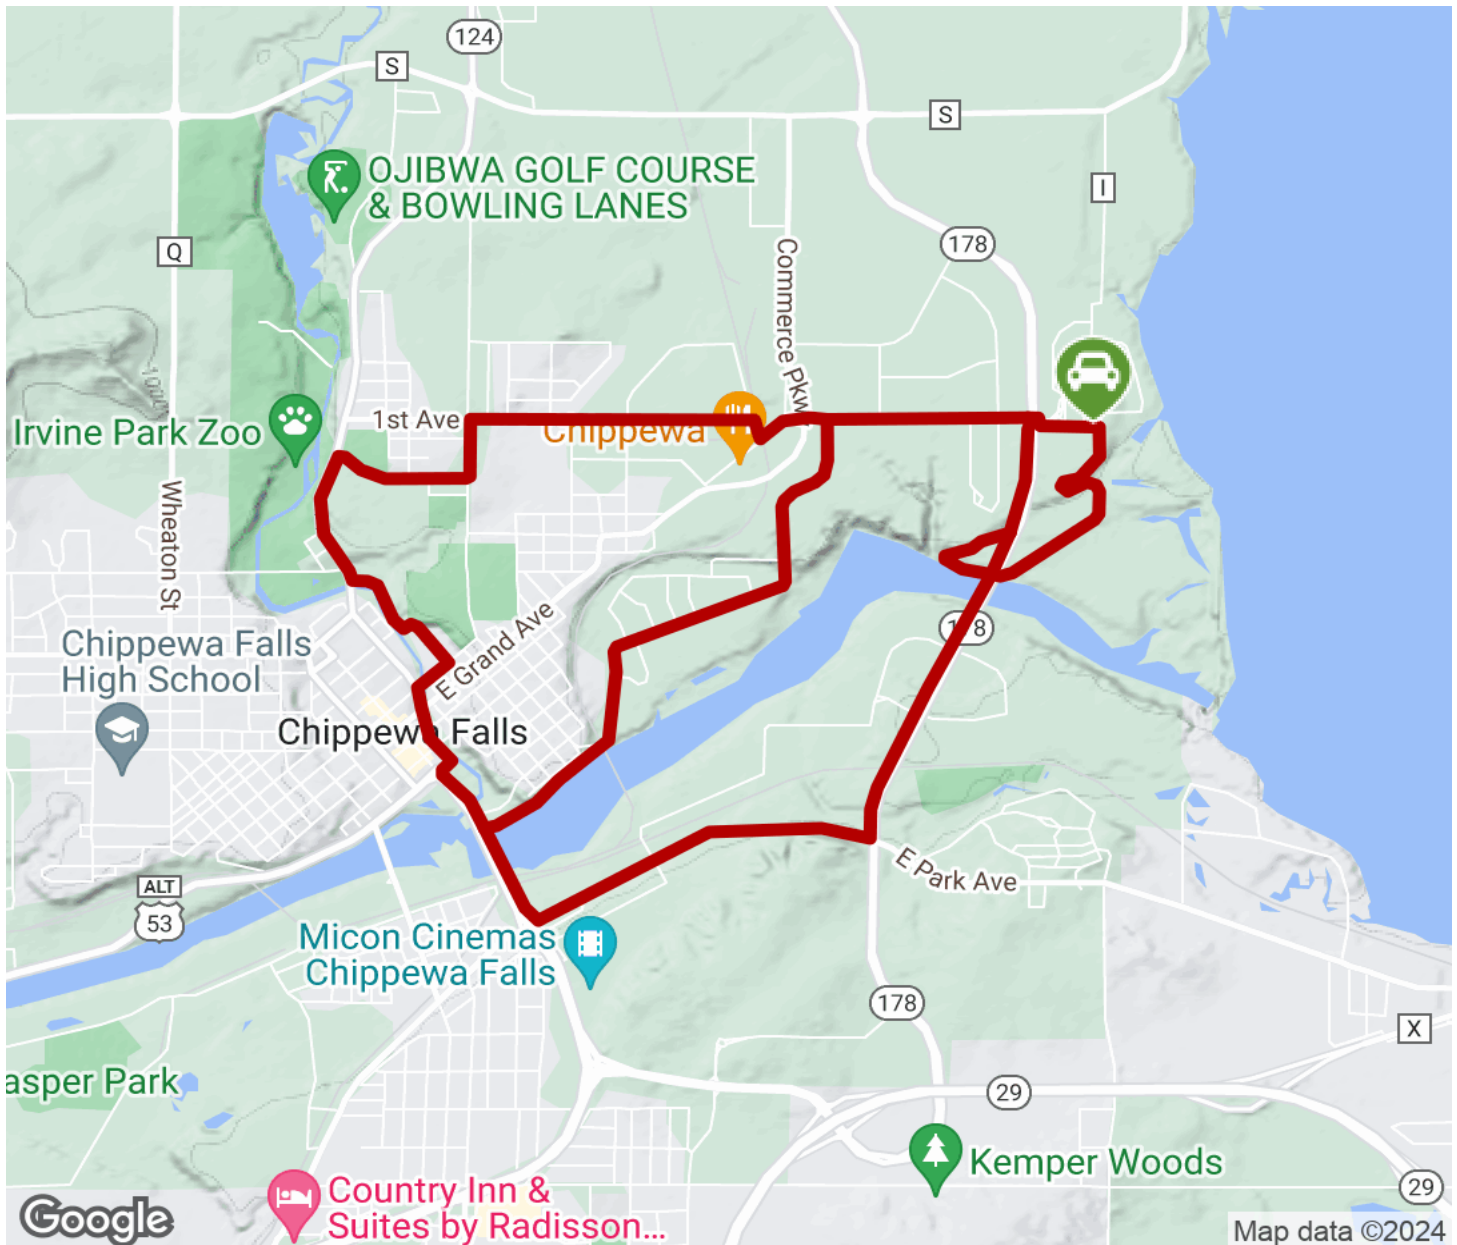 124
S
S
OJIBWA GOLF COURSE
& BOWLING LANES
I
Q
178
Commerce Pkw
1st Ave
Irvine Park Zoo
Chippewa
Wheaton St
E Grand Ave
178
Chippewa Falls
High School
Chippewa Falls
E Park Ave
ALT
53
Micon Cinemas
Chippewa Falls
178
X
asper Park
29
Kemper Woods
Country Inn &
Suites by Radisson...
29
Google
Map data ©2024